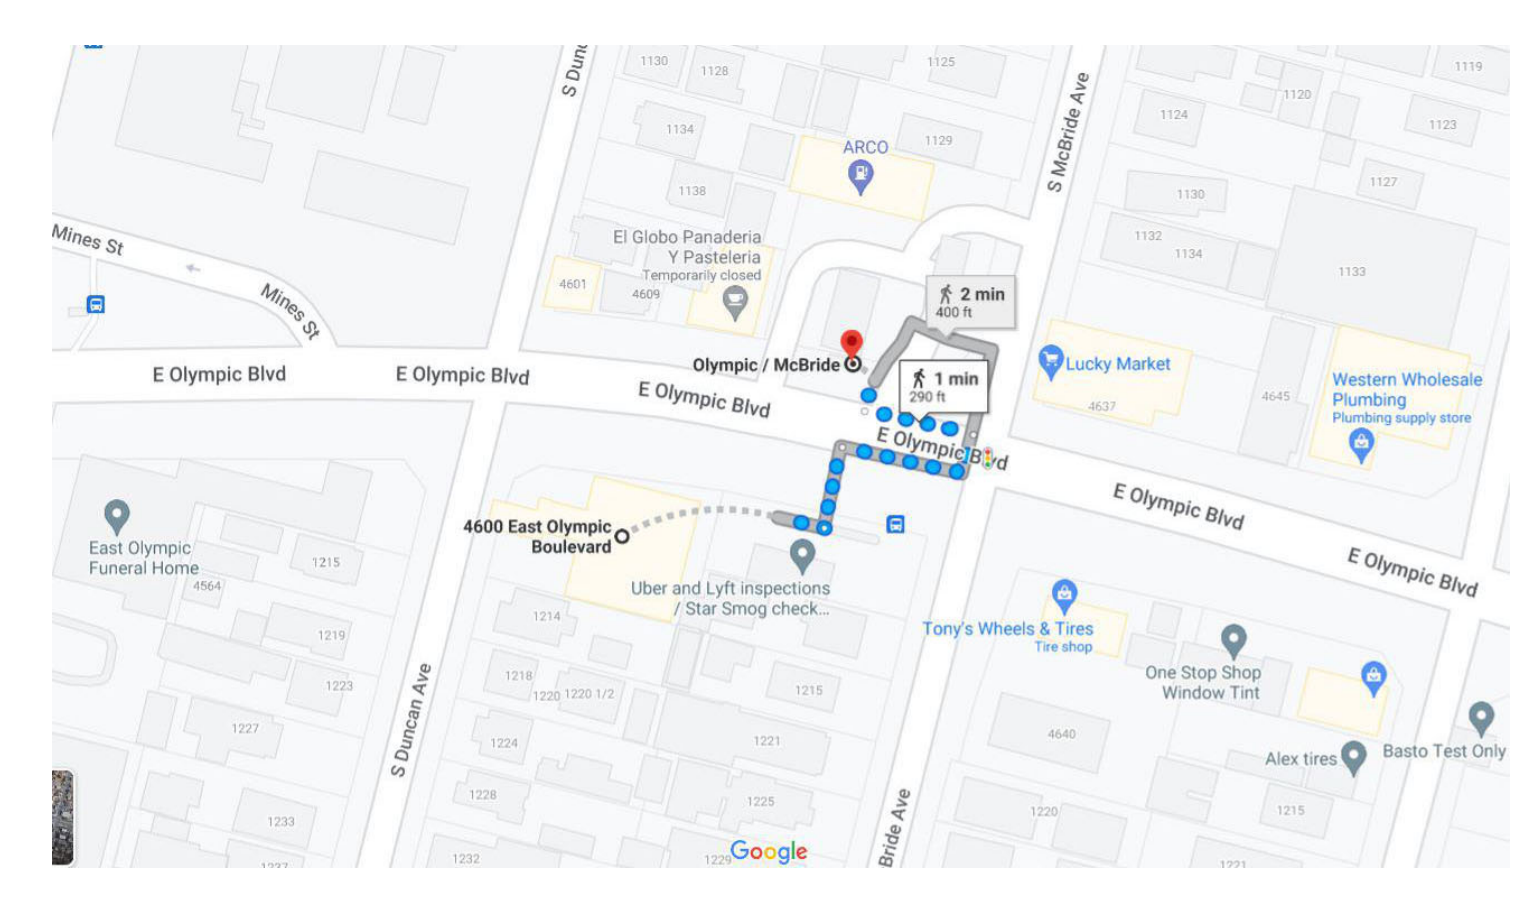 S Dunc
1130
1128
1125
1119
1120
1124
1123
1134
1129
ARCO
S McBride Ave
1138
1127
1130
Mines St
El Globo Panaderia
Y Pasteleria
Temporarily closed
1132
1134
1133
4601
4609
Mines St
2 min
400 ft
Olympic / McBride
Lucky Market
E Olympic Blvd
E Olympic Blvd
E Olympic Blvd
1 min
290 ft
4637
4645
Western Wholesale
Plumbing
Plumbing supply store
E Olympic Blvd
E Olympic Blvd
4600 East Olympic
Boulevard
East Olympic
Funeral Home
4564
1215
E Olympic Blvd
Uber and Lyft inspections
/ Star Smog check...
1214
1219
Tony's Wheels & Tires
Tire shop
One Stop Shop
Window Tint
1218
1220
1220 1/2
1215
1223
S Duncan Ave
1227
1224
1221
4640
Alex tires
Basto Test Only
1228
1225
1220
1215
1233
Bride Ave
1232
1229
Google
1237
1221